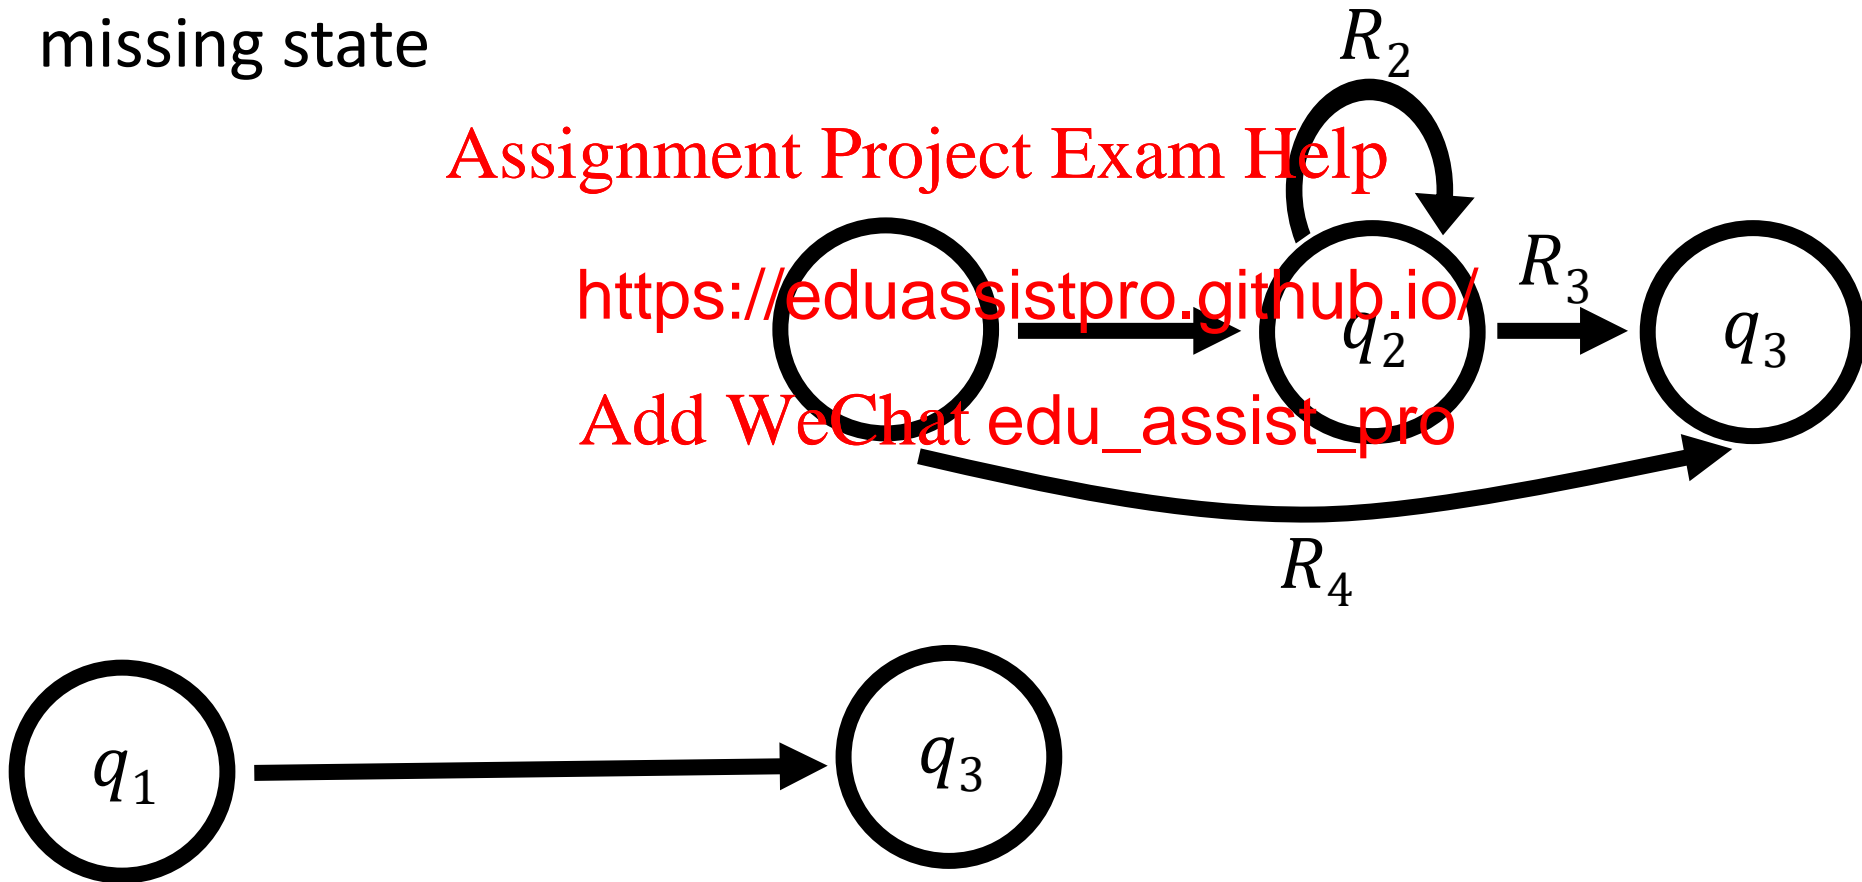 missing state
R2
Assignment Project Exam Help
https://eduassistpro.github.io/
R3
q2
q3
Add WeChat edu_assist_pro
R4
q1
q3